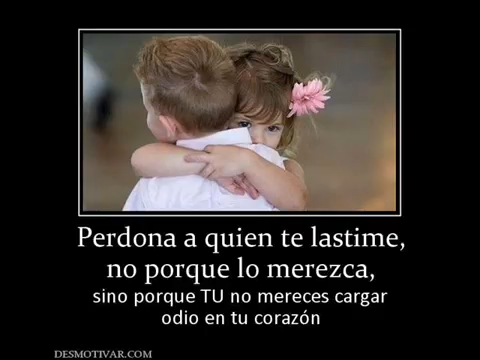 Perdona a quien te lastime,
no porque lo merezca,
sino porque TU no mereces cargar
odio en tu corazón
DESMOTIVAR.COM